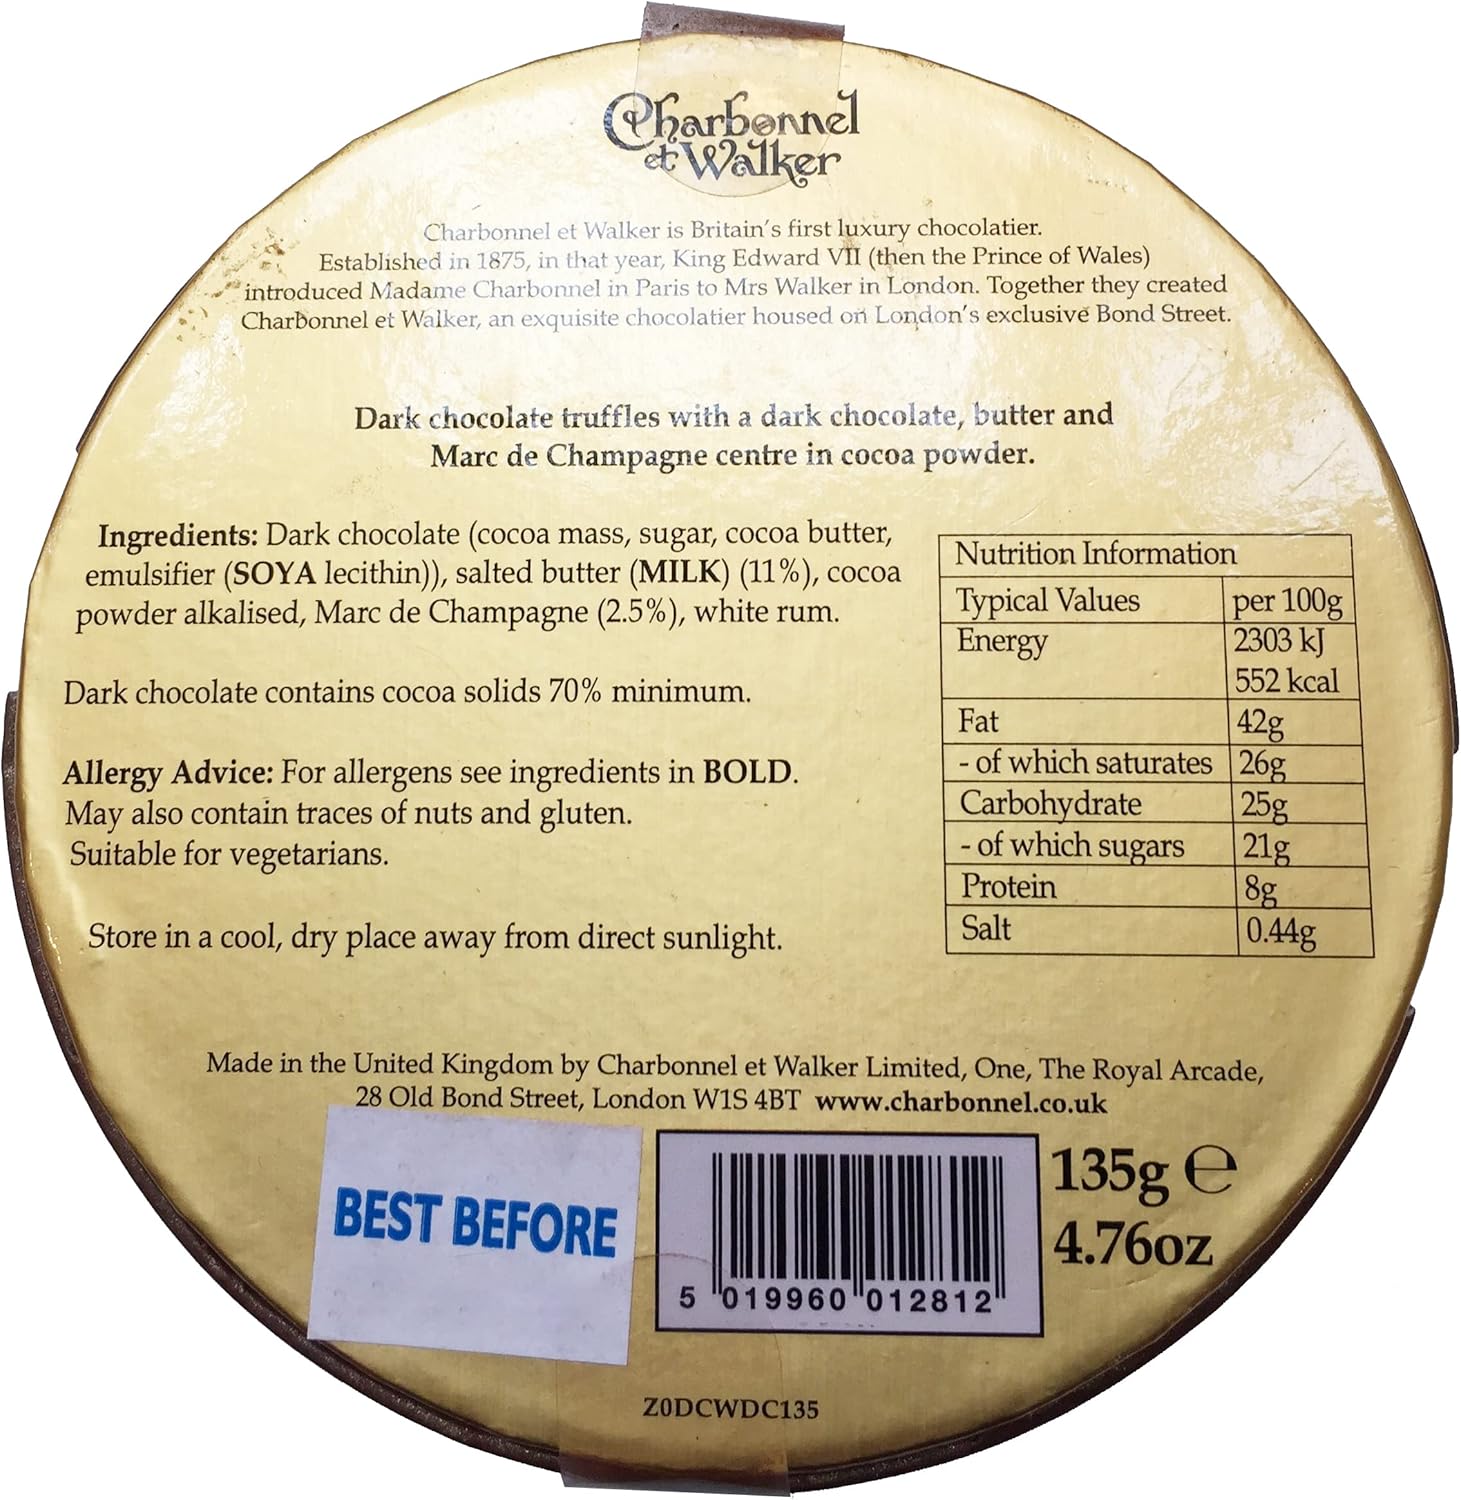 Charbonnel
et Walker
Charbonnel et Walker is Britain's first luxury chocolatier.
Established in 1875, in that year, King Edward VII (then the Prince of Wales)
introduced Madame Charbonnel in Paris to Mrs Walker in London. Together they created
Charbonnel et Walker, an exquisite chocolatier housed on London's exclusive Bond Street.
Dark chocolate truffles with a dark chocolate, butter and
Marc de Champagne centre in cocoa powder.
Ingredients: Dark chocolate (cocoa mass, sugar, cocoa butter,
emulsifier (SOYA lecithin)), salted butter (MILK) (11%), cocoa
powder alkalised, Marc de Champagne (2.5%), white rum.
Dark chocolate contains cocoa solids 70% minimum.
Allergy Advice: For allergens see ingredients in BOLD.
May also contain traces of nuts and gluten.
Suitable for vegetarians.
Store in a cool, dry place away from direct sunlight.
Nutrition Information
Typical Values per 100g
Energy 2303 kJ
552 kcal
Fat 42g
- of which saturates 26g
Carbohydrate 25g
- of which sugars 21g
Protein 8g
Salt 0.44g
Made in the United Kingdom by Charbonnel et Walker Limited, One, The Royal Arcade,
28 Old Bond Street, London W1S 4BT www.charbonnel.co.uk
BEST BEFORE
5 019960 012812
135g ℮
4.76oz
Z0DCWDC135